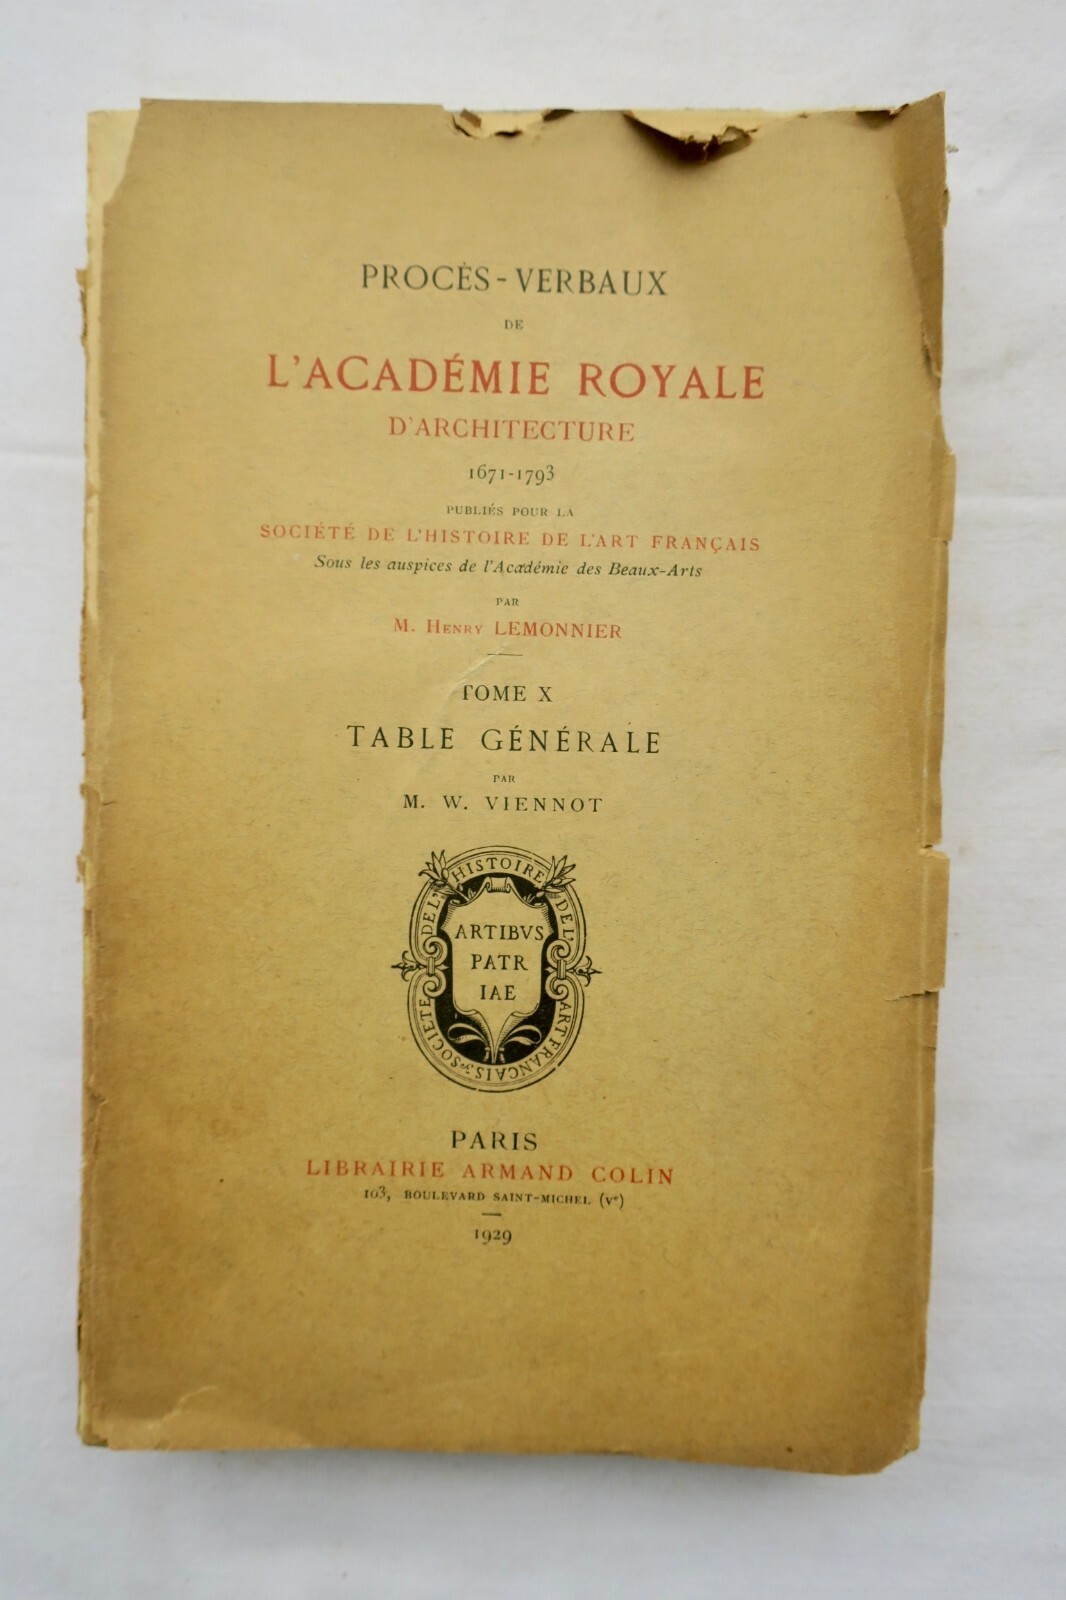 PROCÈS-VERBAUX
DE
L'ACADÉMIE ROYALE
D'ARCHITECTURE
1671-1793
PUBLIÉS POUR LA
SOCIÉTÉ DE L'HISTOIRE DE L'ART FRANÇAIS
Sous les auspices de l'Académie des Beaux-Arts
PAR
M. HENRY LEMONNIER
TOME X
TABLE GÉNÉRALE
PAR
M. W. VIENNOT
SOCIETE DE L'HISTOIRE DE L'ART FRANCAIS
ARTIBVS
PATR
IAE
PARIS
LIBRAIRIE ARMAND COLIN
103, BOULEVARD SAINT-MICHEL (Ve)
1929